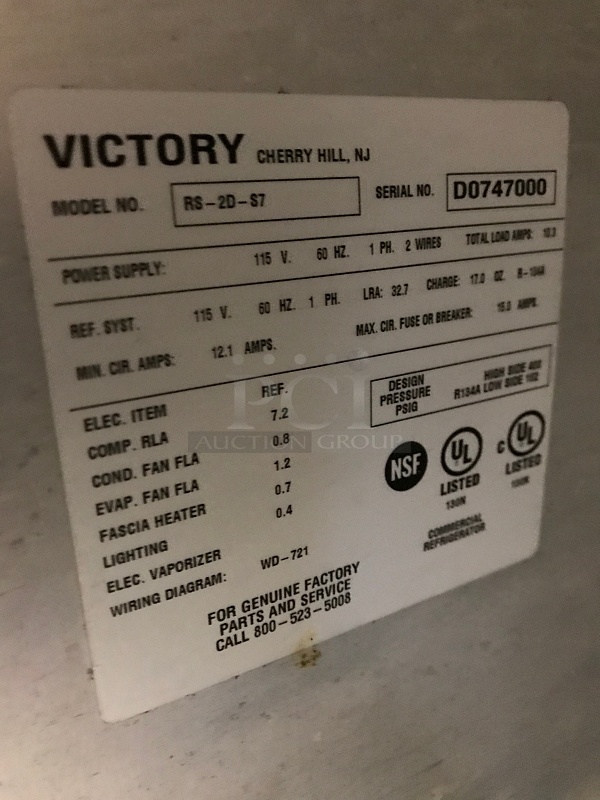 VICTORY CHERRY HILL, NJ
MODEL NO. RS-2D-S7 SERIAL NO. D0747000
POWER SUPPLY: 115 V. 60 HZ. 1 PH. 2 WIRES TOTAL LOAD AMPS: 10.3
REF. SYST. 115 V. 60 HZ. 1 PH. LRA: 32.7 CHARGE: 17.0 OZ. R-134A
MIN. CIR. AMPS: 12.1 AMPS. MAX. CIR. FUSE OR BREAKER: 15.0 AMPS.
ELEC. ITEM REF.
COMP. RLA 7.2
COND. FAN FLA 0.8
EVAP. FAN FLA 1.2
FASCIA HEATER 0.7
LIGHTING 0.4
ELEC. VAPORIZER
WIRING DIAGRAM: WD-721
DESIGN PRESSURE PSIG
HIGH SIDE 400
R134A LOW SIDE 162
NSF
UL
LISTED
130N
C UL
LISTED
COMMERCIAL
REFRIGERATOR
FOR GENUINE FACTORY
PARTS AND SERVICE
CALL 800-523-5008
PCI
AUCTION GROUP